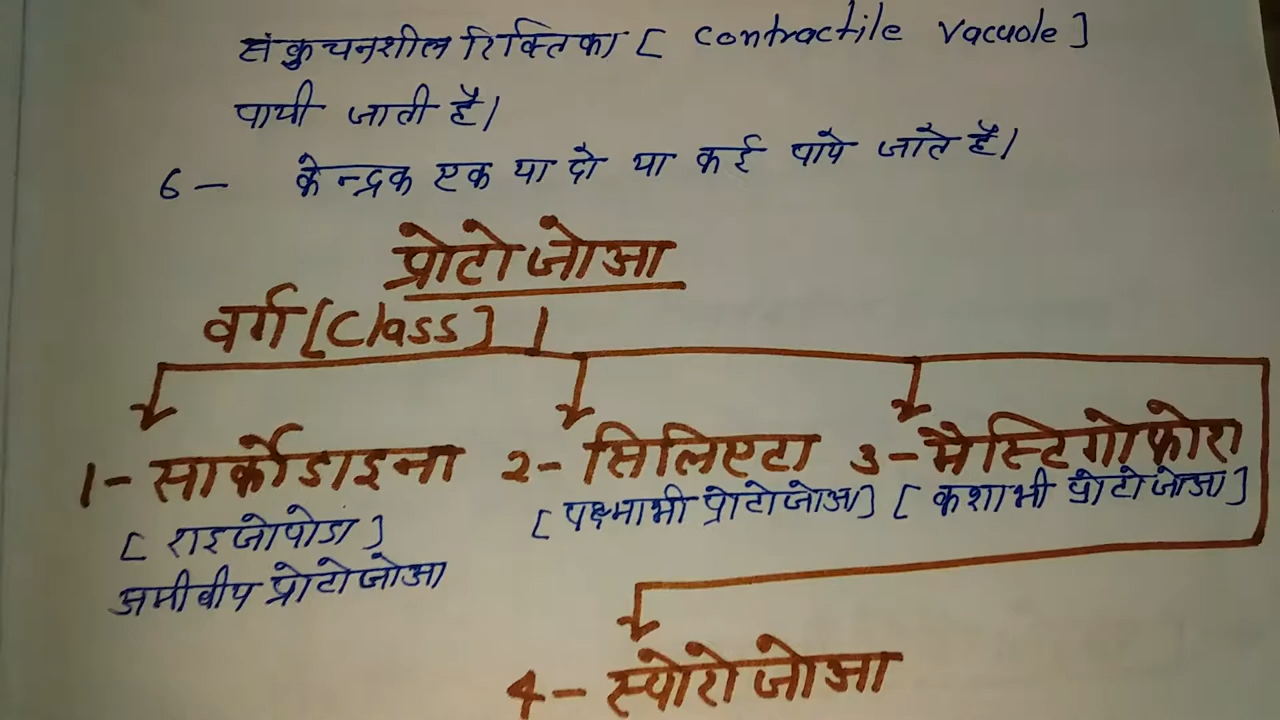 संकुचनशील रिक्तिका [ Contractile Vacuole ]
पायी जाती है।
6 - केन्द्रक एक या दो या कई पाये जाते है।
प्रोटोजोआ
वर्ग [Class]
1- सार्कोडाइना 2- सिलिएटा 3- मैस्टिगोफोरा
[ राइजोपोडा ] [ पक्ष्माभी प्रोटोजोआ ] [ कशाभी प्रोटोजोआ ]
अमीबीय प्रोटोजोआ
4- स्पोरोजोआ